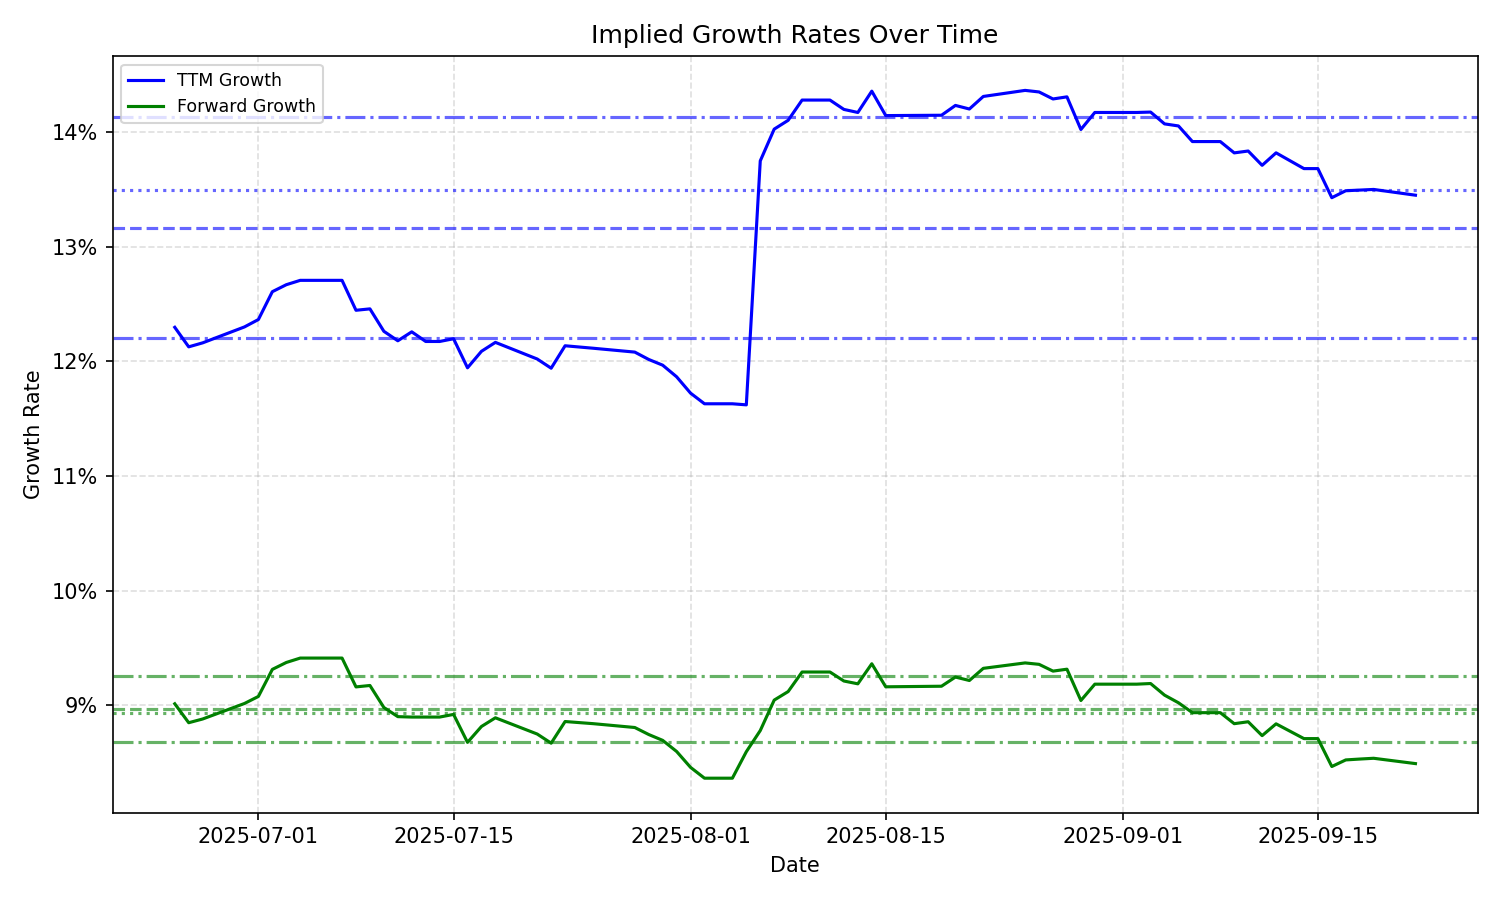 Implied Growth Rates Over Time
TTM Growth
Forward Growth
14%
13%
12%
11%
10%
9%
Growth Rate
2025-07-01
2025-07-15
2025-08-01
2025-08-15
2025-09-01
2025-09-15
Date